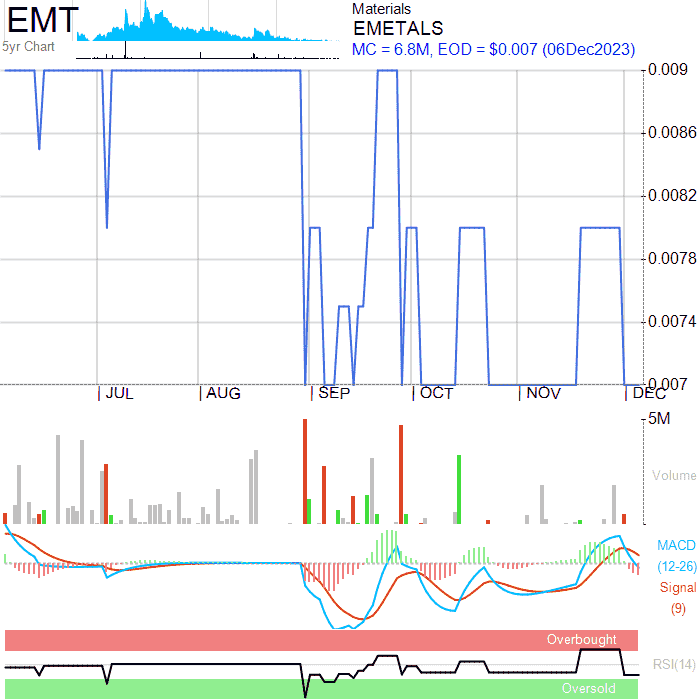 EMT
5yr Chart
Materials
EMETALS
MC = 6.8M, EOD = $0.007 (06Dec2023)
0.009
0.0086
0.0082
0.0078
0.0074
0.007
JUL
AUG
SEP
OCT
NOV
DEC
5M
Volume
MACD
(12-26)
Signal
(9)
Overbought
RSI(14)
Oversold